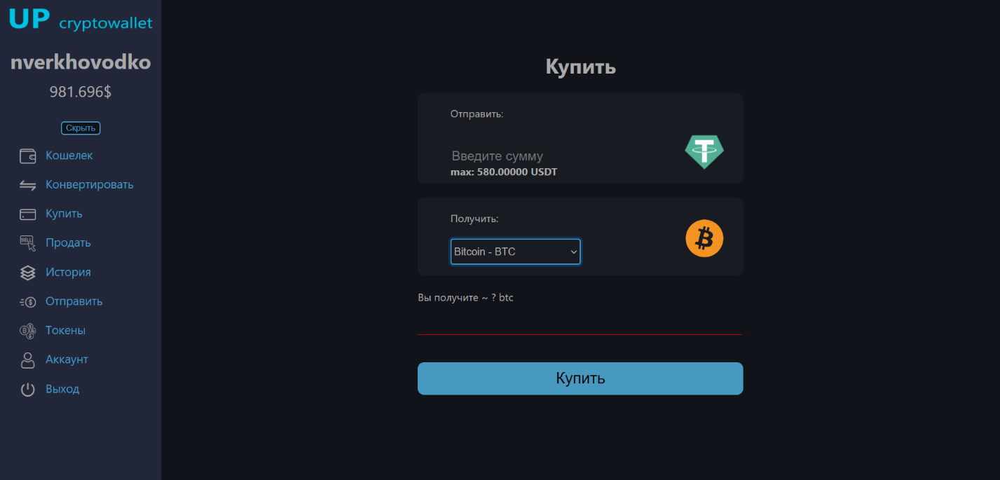 UP cryptowallet
nverkhovodko
981.696$
Скрыть
Кошелек
Конвертировать
Купить
SELL
Продать
История
Отправить
Токены
Аккаунт
Выход
Купить
Отправить:
Введите сумму
max: 580.00000 USDT
Получить:
Bitcoin - BTC
Вы получите ~ ? btc
Купить